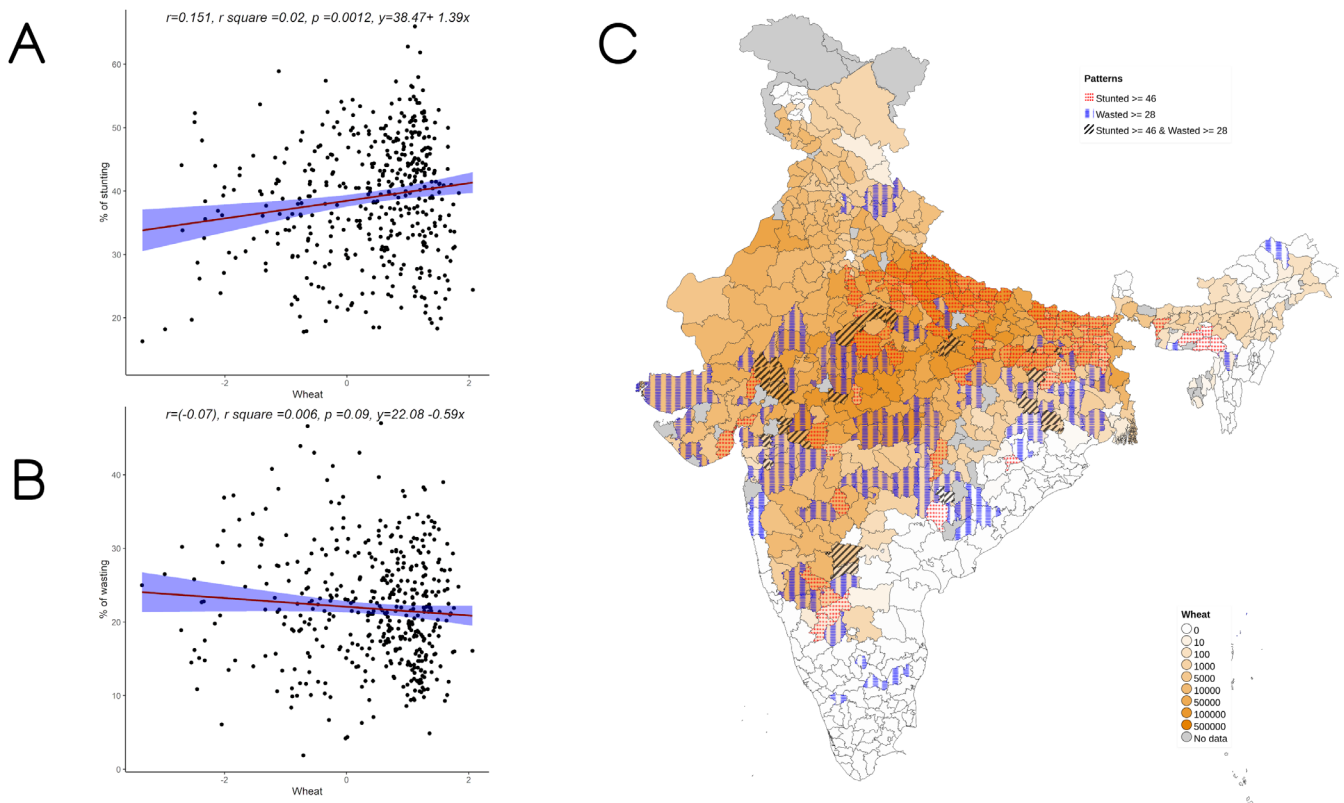 A
r=0.151, r square =0.02, p =0.0012, y=38.47+ 1.39x
% of stunting
60
50
40
30
20
-2
0
2
Wheat
B
r=(-0.07), r square =0.006, p =0.09, y=22.08 -0.59x
% of wasting
40
30
20
10
0
-2
0
2
Wheat
C
Patterns
Stunted >= 46
Wasted >= 28
Stunted >= 46 & Wasted >= 28
Wheat
0
10
100
1000
5000
10000
50000
100000
500000
No data